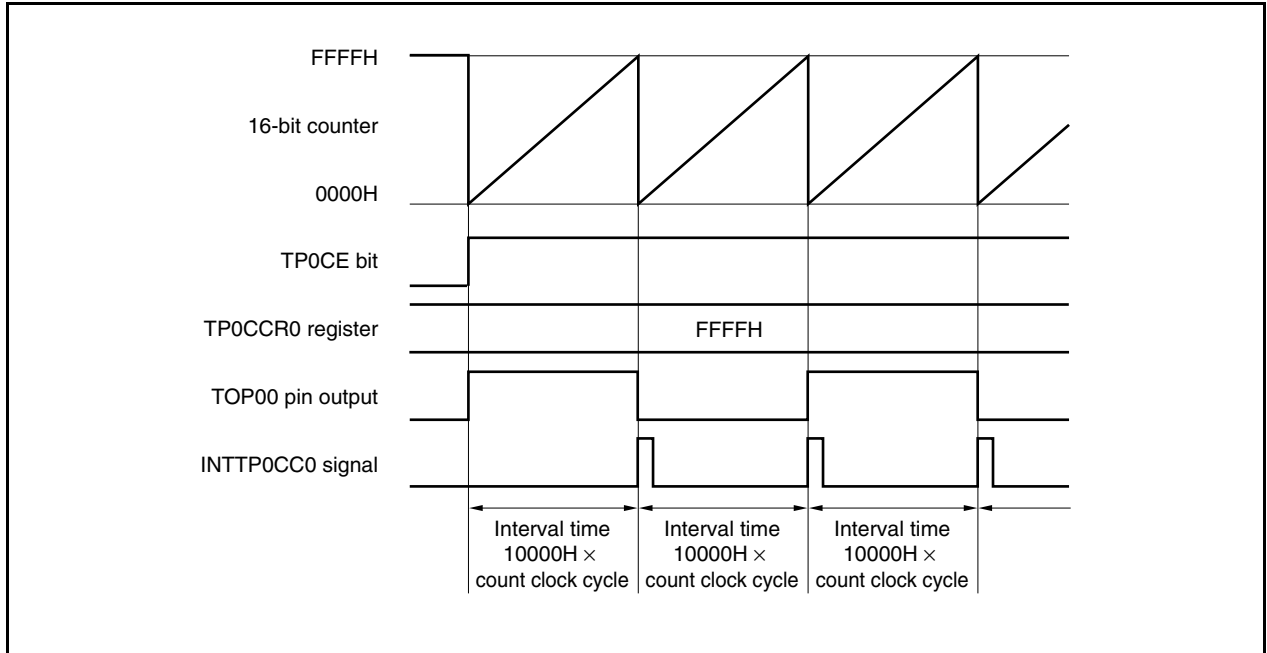 FFFFH
16-bit counter
0000H
TP0CE bit
TP0CCR0 register
FFFFH
TOP00 pin output
INTTP0CC0 signal
Interval time
10000H ×
count clock cycle
Interval time
10000H ×
count clock cycle
Interval time
10000H ×
count clock cycle